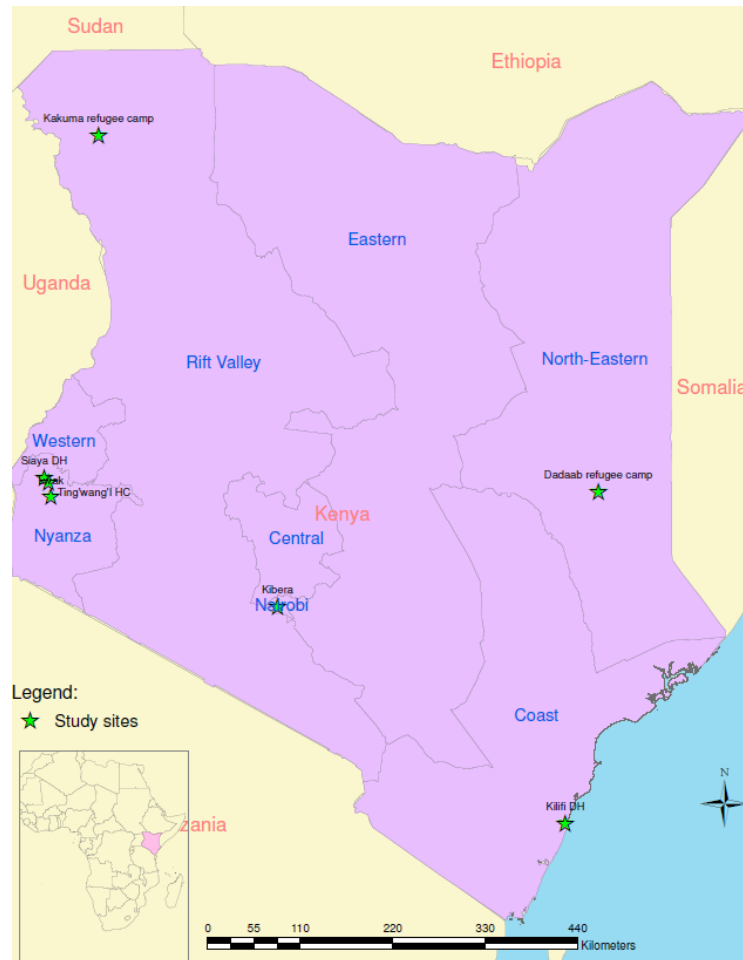 Sudan
Ethiopia
Kakuma refugee camp
Eastern
Uganda
Rift Valley
North-Eastern
Somalia
Western
Siaya DH
Ting'wang'I HC
Dadaab refugee camp
Kenya
Nyanza
Central
Kibera
Nairobi
Legend:
Study sites
Coast
N
Kilifi DH
zania
0 55 110 220 330 440
Kilometers